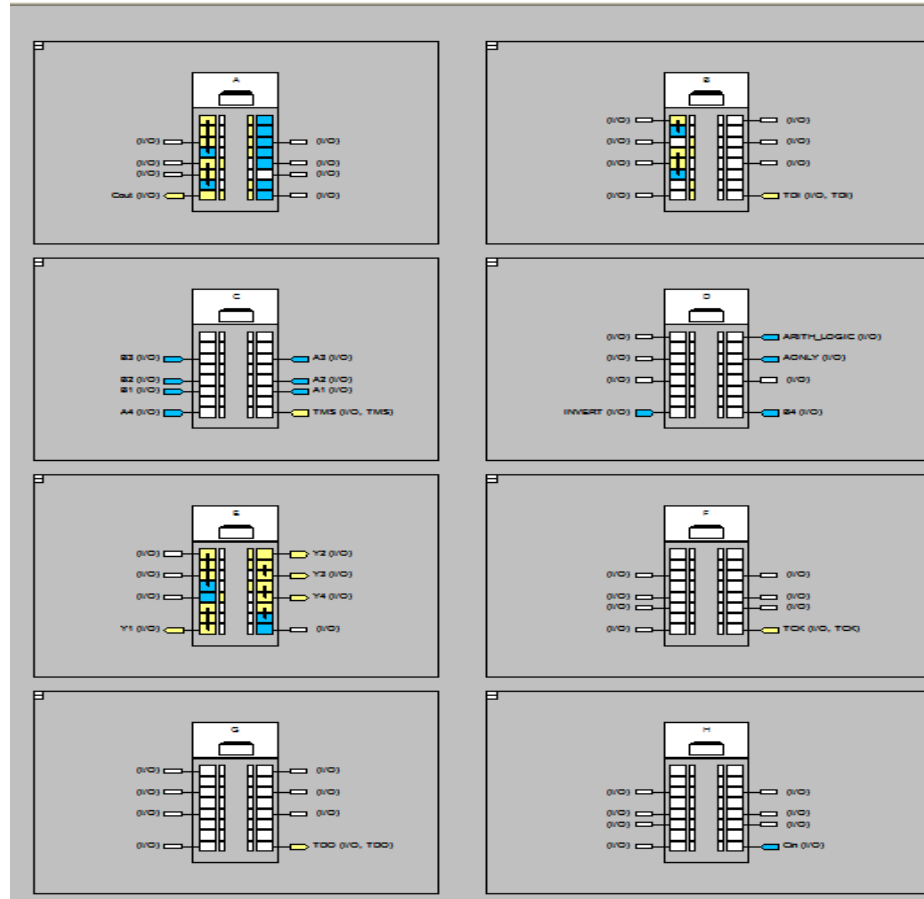 A
(I/O) (I/O)
(I/O) (I/O)
(I/O) (I/O)
Cout (I/O) (I/O)
B
(I/O) (I/O)
(I/O) (I/O)
(I/O) (I/O)
(I/O) TDI (I/O, TDI)
C
B3 (I/O) A3 (I/O)
B2 (I/O) A2 (I/O)
B1 (I/O) A1 (I/O)
A4 (I/O) TMS (I/O, TMS)
D
(I/O) ARITH_LOGIC (I/O)
(I/O) AONLY (I/O)
(I/O) (I/O)
INVERT (I/O) B4 (I/O)
E
(I/O) Y2 (I/O)
(I/O) Y3 (I/O)
(I/O) Y4 (I/O)
Y1 (I/O) (I/O)
F
(I/O) (I/O)
(I/O) (I/O)
(I/O) (I/O)
(I/O) TCK (I/O, TCK)
G
(I/O) (I/O)
(I/O) (I/O)
(I/O) (I/O)
(I/O) TDO (I/O, TDO)
H
(I/O) (I/O)
(I/O) (I/O)
(I/O) (I/O)
(I/O) Cin (I/O)